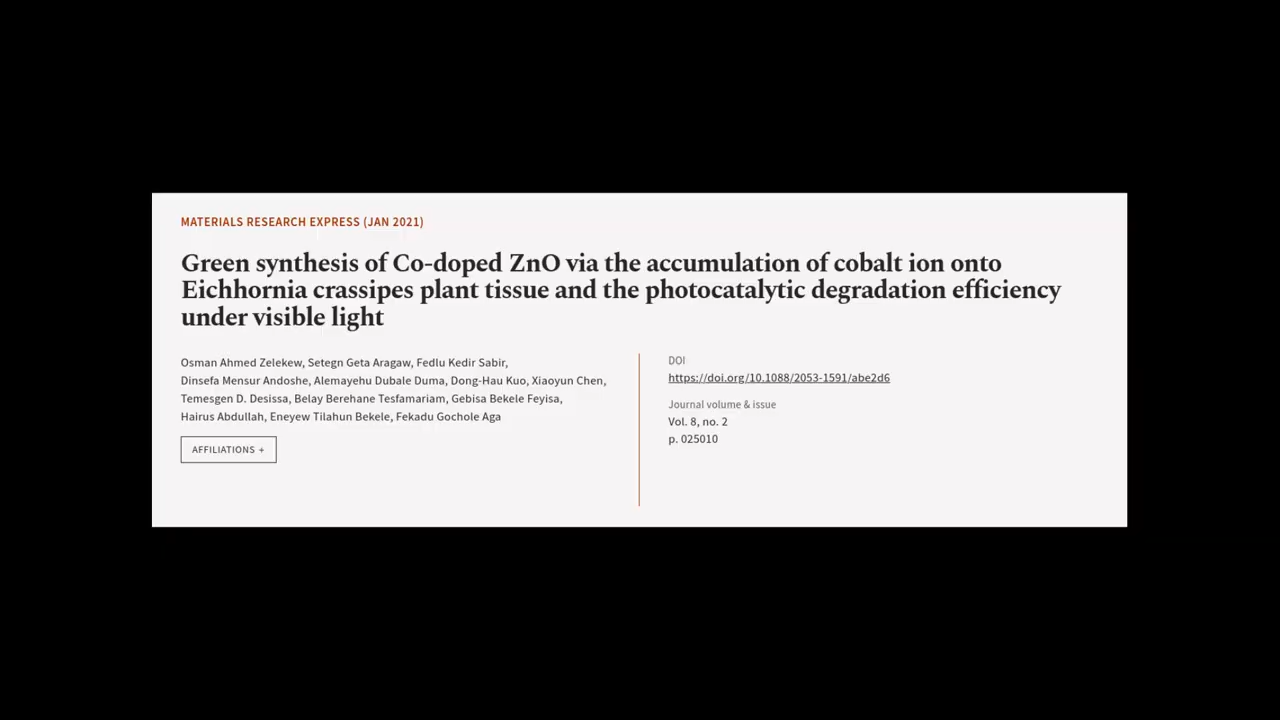 MATERIALS RESEARCH EXPRESS (JAN 2021)
Green synthesis of Co-doped ZnO via the accumulation of cobalt ion onto
Eichhornia crassipes plant tissue and the photocatalytic degradation efficiency
under visible light
Osman Ahmed Zelekew, Setegn Geta Aragaw, Fedlu Kedir Sabir,
Dinsefa Mensur Andoshe, Alemayehu Dubale Duma, Dong-Hau Kuo, Xiaoyun Chen,
Temesgen D. Desissa, Belay Berehane Tesfamariam, Gebisa Bekele Feyisa,
Hairus Abdullah, Eneyew Tilahun Bekele, Fekadu Gochole Aga
AFFILIATIONS +
DOI
https://doi.org/10.1088/2053-1591/abe2d6
Journal volume & issue
Vol. 8, no. 2
p. 025010